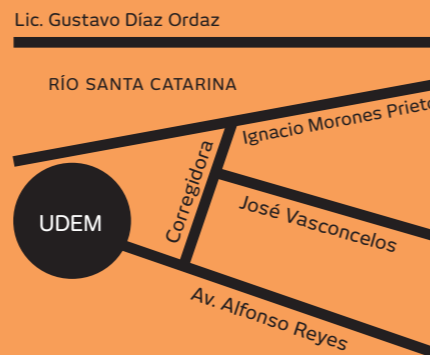 Lic. Gustavo Díaz Ordaz
RÍO SANTA CATARINA
Ignacio Morones Prieto
Corregidora
José Vasconcelos
UDEM
Av. Alfonso Reyes